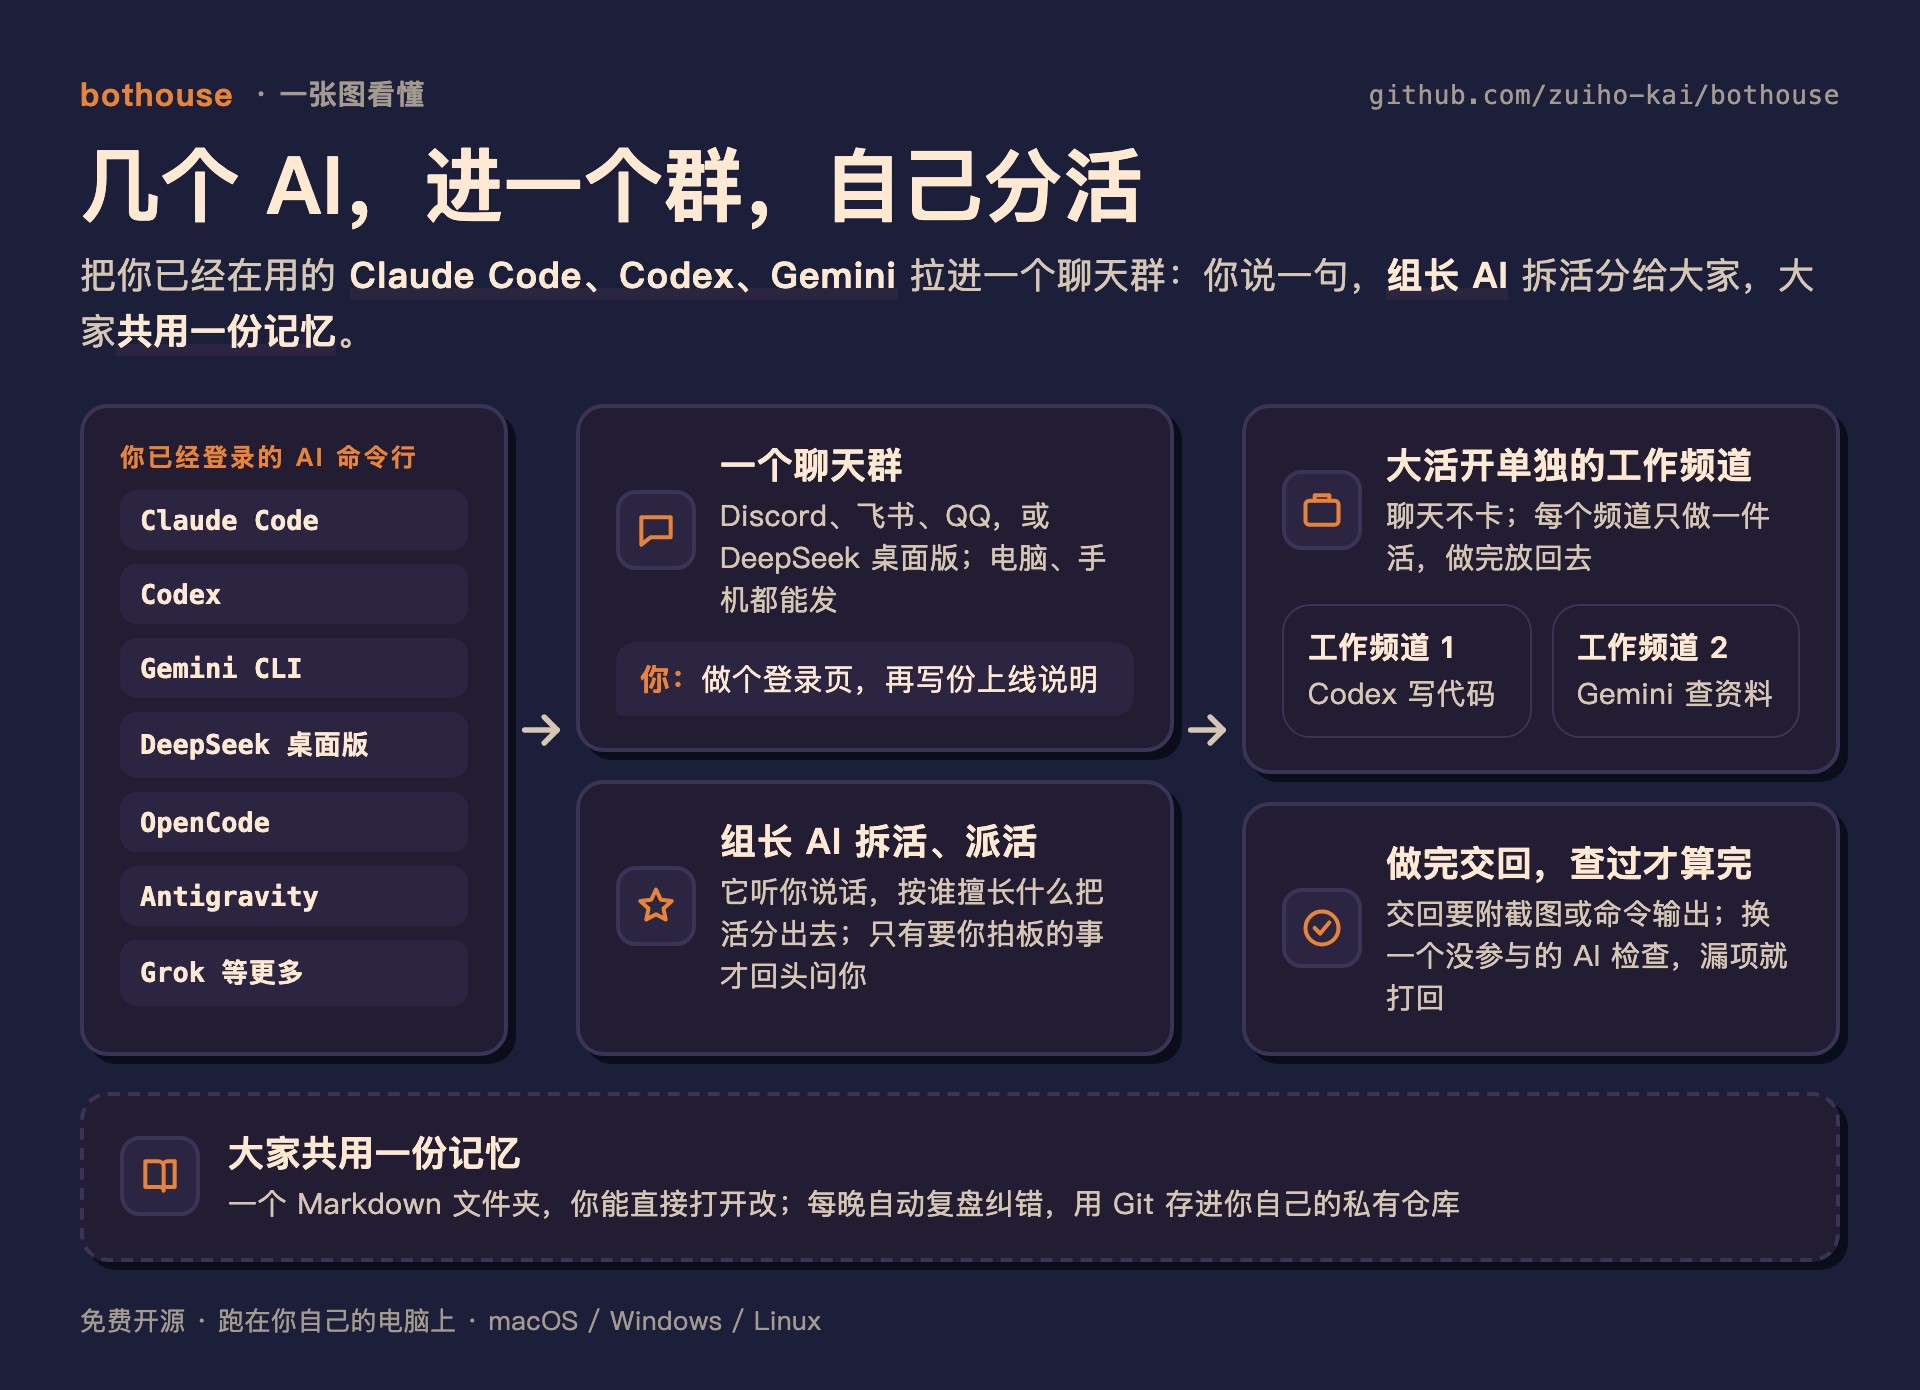 bothouse · 一张图看懂
github.com/zuiho-kai/bothouse
几个 AI，进一个群，自己分活
把你已经在用的 Claude Code、Codex、Gemini 拉进一个聊天群：你说一句，组长 AI 拆活分给大家，大
家共用一份记忆。
你已经登录的 AI 命令行
Claude Code
Codex
Gemini CLI
DeepSeek 桌面版
OpenCode
Antigravity
Grok 等更多
一个聊天群
Discord、飞书、QQ，或
DeepSeek 桌面版；电脑、手
机都能发
你：做个登录页，再写份上线说明
组长 AI 拆活、派活
它听你说话，按谁擅长什么把
活分出去；只有要你拍板的事
才回头问你
大活开单独的工作频道
聊天不卡；每个频道只做一件
活，做完放回去
工作频道 1
Codex 写代码
工作频道 2
Gemini 查资料
做完交回，查过才算完
交回要附截图或命令输出；换
一个没参与的 AI 检查，漏项就
打回
大家共用一份记忆
一个 Markdown 文件夹，你能直接打开改；每晚自动复盘纠错，用 Git 存进你自己的私有仓库
免费开源 · 跑在你自己的电脑上 · macOS / Windows / Linux